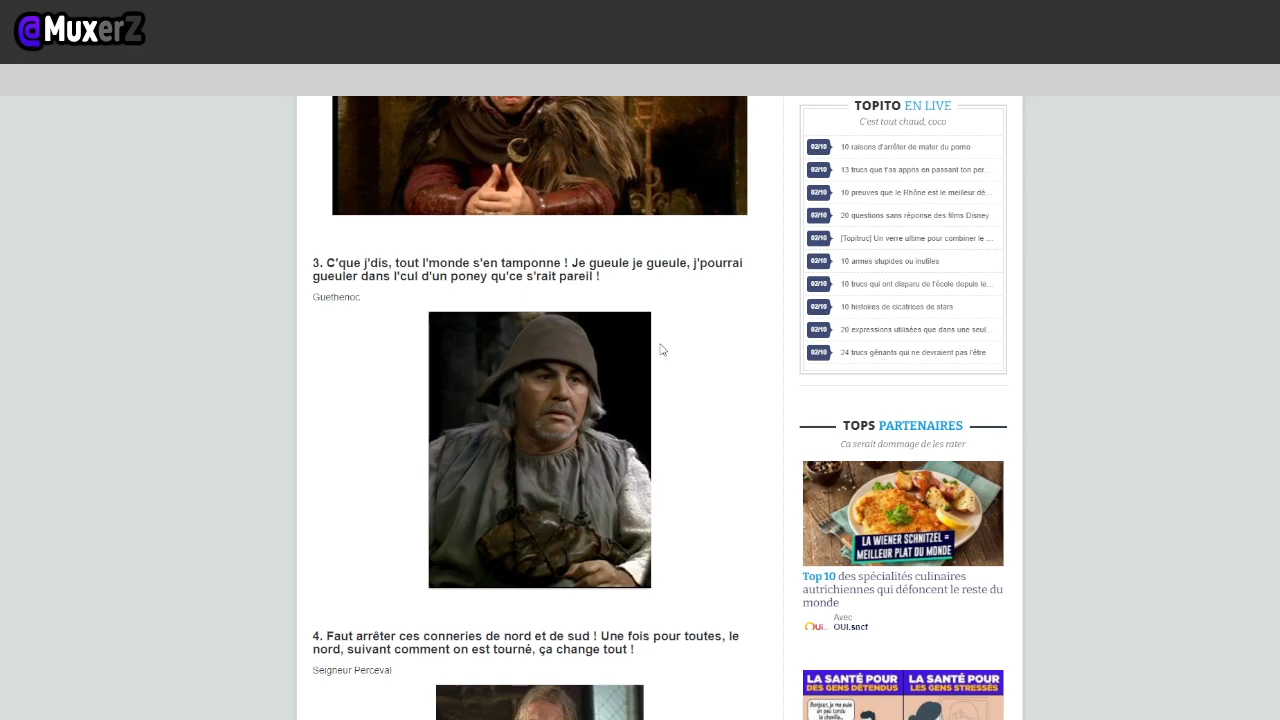 @MuxerZ
3. C'que j'dis, tout l'monde s'en tamponne ! Je gueule je gueule, j'pourrai
gueuler dans l'cul d'un poney qu'ce s'rait pareil !
Guethenoc
4. Faut arrêter ces conneries de nord et de sud ! Une fois pour toutes, le
nord, suivant comment on est tourné, ça change tout !
Seigneur Perceval
TOPITO EN LIVE
C'est tout chaud, coco
02/10 10 raisons d'arrêter de mater du porno
02/10 13 trucs que t'as appris en passant ton per...
02/10 10 preuves que le Rhône est le meilleur dé...
02/10 20 questions sans réponse des films Disney
02/10 [Topitruc] Un verre ultime pour combiner le ...
02/10 10 armes stupides ou inutiles
02/10 10 trucs qui ont disparu de l'école depuis le...
02/10 10 histoires de cicatrices de stars
02/10 20 expressions utilisées que dans une seul...
02/10 24 trucs gênants qui ne devraient pas l'être
TOPS PARTENAIRES
Ca serait dommage de les rater
LA WIENER SCHNITZEL =
MEILLEUR PLAT DU MONDE
Top 10 des spécialités culinaires
autrichiennes qui défoncent le reste du
monde
Avec
OUi.. OUI.sncf
LA SANTÉ POUR DES GENS DÉTENDUS
LA SANTÉ POUR LES GENS STRESSÉS
Bonjour, je me suis
un peu tordu
la cheville...